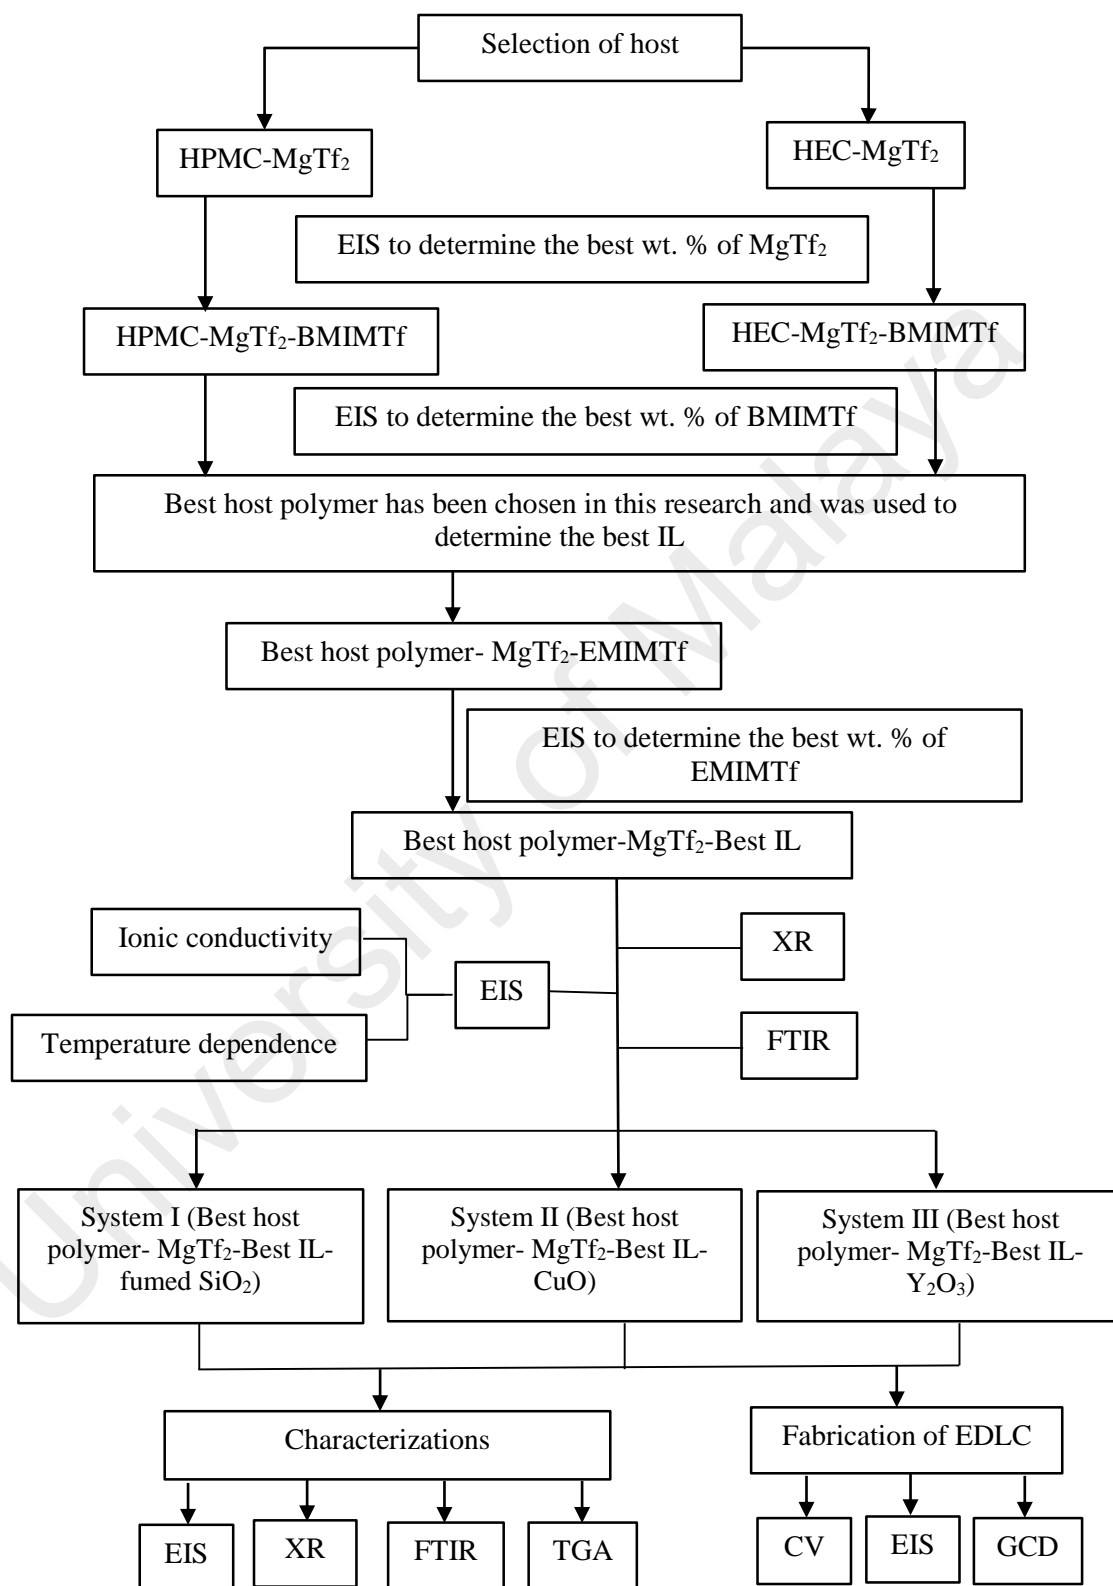 Selection of host
HPMC-MgTf₂
HEC-MgTf₂
EIS to determine the best wt. % of MgTf₂
HPMC-MgTf₂-BMIMTf
HEC-MgTf₂-BMIMTf
EIS to determine the best wt. % of BMIMTf
Best host polymer has been chosen in this research and was used to
determine the best IL
Best host polymer- MgTf₂-EMIMTf
EIS to determine the best wt. % of
EMIMTf
Best host polymer-MgTf₂-Best IL
Ionic conductivity
XR
EIS
Temperature dependence
FTIR
System I (Best host
polymer- MgTf₂-Best IL-
fumed SiO₂)
System II (Best host
polymer- MgTf₂-Best IL-
CuO)
System III (Best host
polymer- MgTf₂-Best IL-
Y₂O₃)
Characterizations
Fabrication of EDLC
EIS
XR
FTIR
TGA
CV
EIS
GCD
University of Malaya